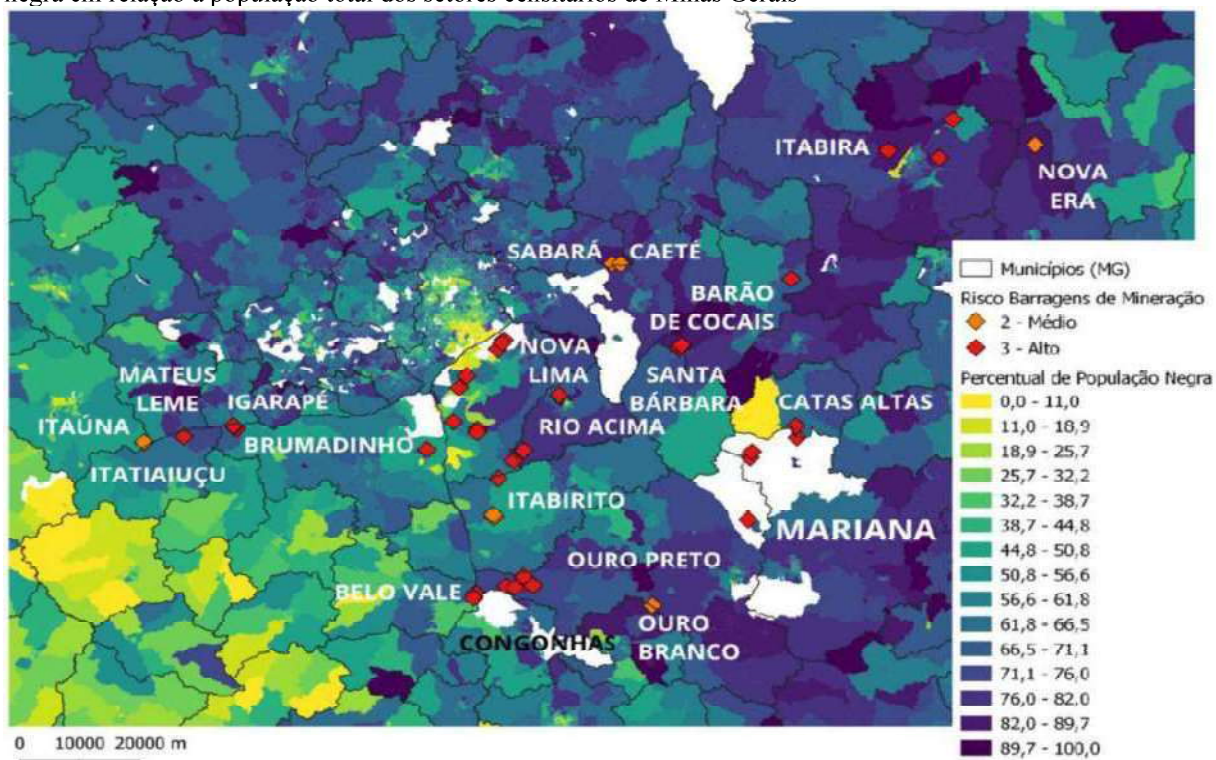 negra em relação à população total dos setores censitários de Minas Gerais
ITABIRA
NOVA
ERA
SABARÁ
CAETÉ
BARÃO
DE COCAIS
NOVA
LIMA
SANTA
BÁRBARA
CATAS ALTAS
MATEUS
LEME
IGARAPÉ
ITAÚNA
BRUMADINHO
RIO ACIMA
ITATIAIUÇU
ITABIRITO
MARIANA
OURO PRETO
BELO VALE
OURO
BRANCO
CONGONHAS
Municípios (MG)
Risco Barragens de Mineração
2 - Médio
3 - Alto
Percentual de População Negra
0,0 - 11,0
11,0 - 18,9
18,9 - 25,7
25,7 - 32,2
32,2 - 38,7
38,7 - 44,8
44,8 - 50,8
50,8 - 56,6
56,6 - 61,8
61,8 - 66,5
66,5 - 71,1
71,1 - 76,0
76,0 - 82,0
82,0 - 89,7
89,7 - 100,0
0 10000 20000 m